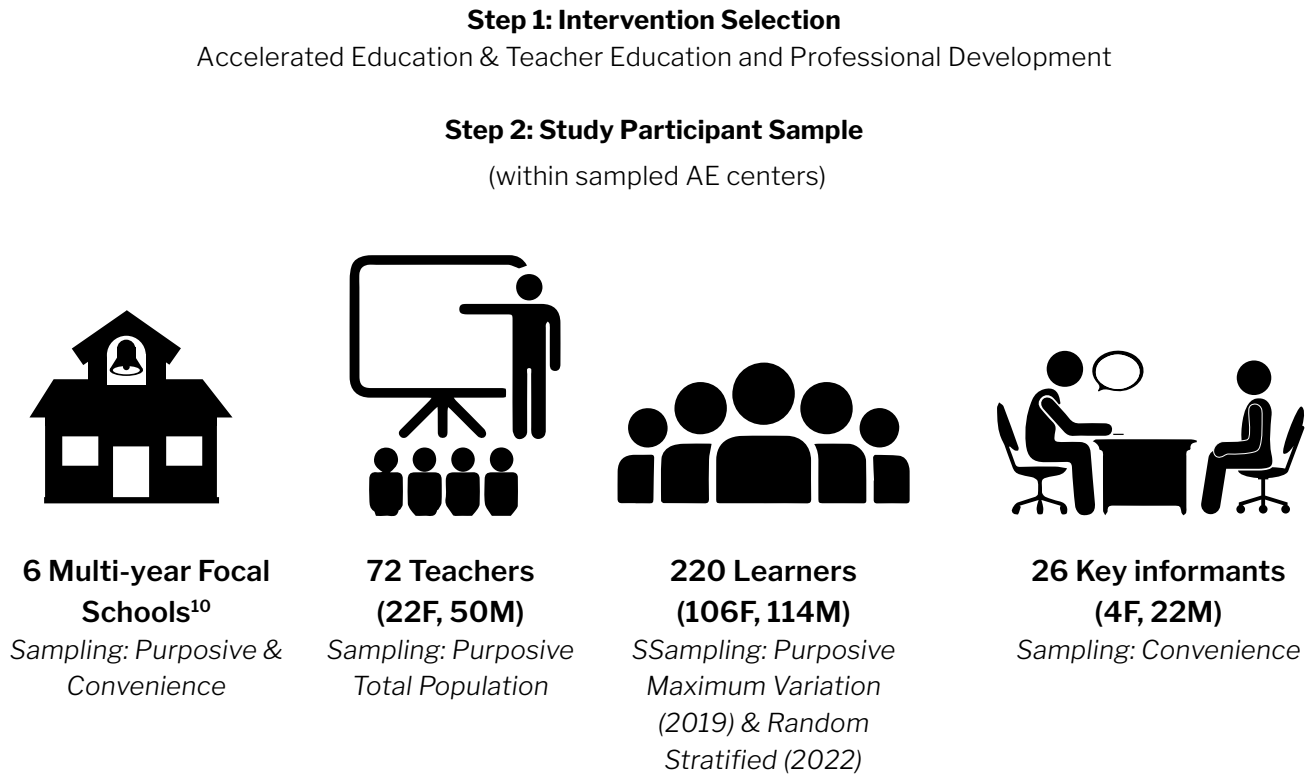 Step 1: Intervention Selection
Accelerated Education & Teacher Education and Professional Development
Step 2: Study Participant Sample
(within sampled AE centers)
6 Multi-year Focal
Schools¹⁰
Sampling: Purposive &
Convenience
72 Teachers
(22F, 50M)
Sampling: Purposive
Total Population
220 Learners
(106F, 114M)
SSampling: Purposive
Maximum Variation
(2019) & Random
Stratified (2022)
26 Key informants
(4F, 22M)
Sampling: Convenience